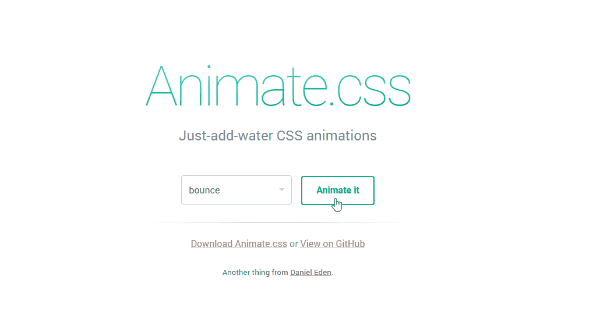 Animate.css
Just-add-water CSS animations
bounce
Animate it
Download Animate.css or View on GitHub
Another thing from Daniel Eden.